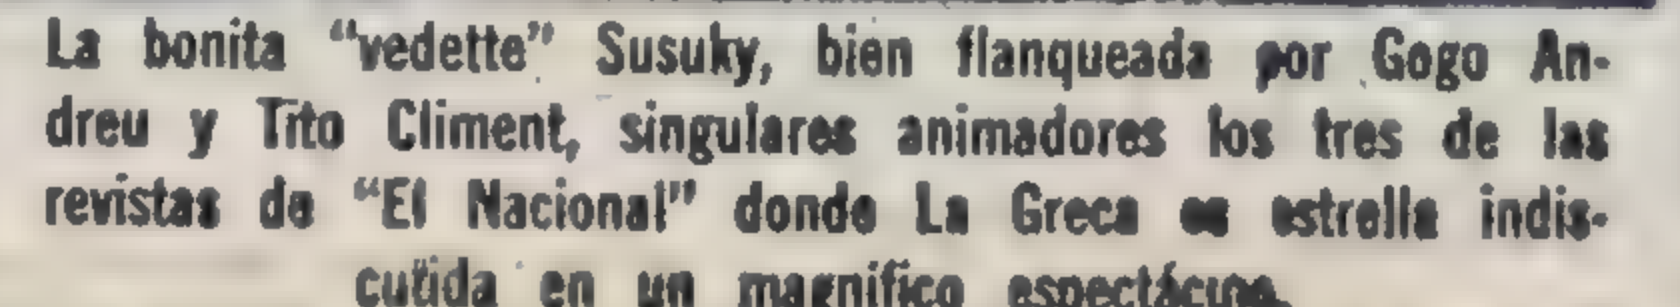 La bonita “vedette” Susuky, bien flanqueada por Gogo An-
dreu y Tito Climent, singulares animadores los tres de las
revistas de “El Nacional” donde La Greca es estrella indis-
cutida en un magnífico espectáculo.